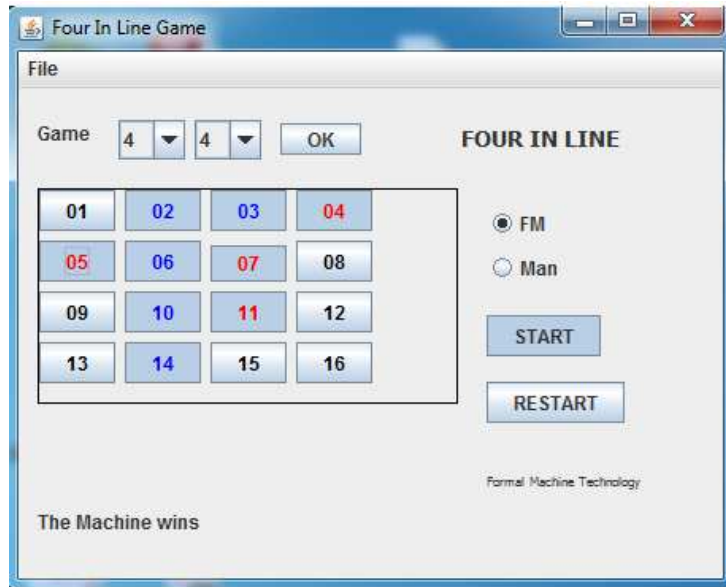 Four In Line Game
File
Game 4 4 OK FOUR IN LINE
01 02 03 04
FM
05 06 07 08
Man
09 10 11 12
START
13 14 15 16
RESTART
Formal Machine Technology
The Machine wins